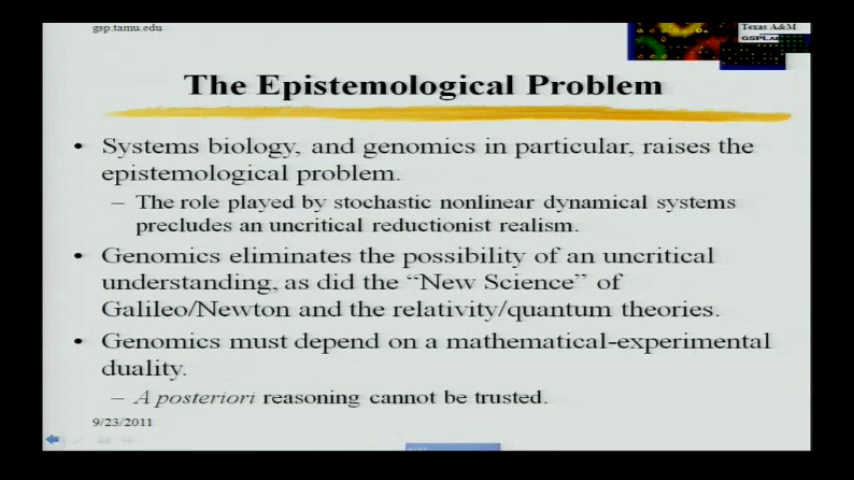 gsp.tamu.edu
Texas A&M
GSPLAB
The Epistemological Problem
• Systems biology, and genomics in particular, raises the
epistemological problem.
– The role played by stochastic nonlinear dynamical systems
precludes an uncritical reductionist realism.
• Genomics eliminates the possibility of an uncritical
understanding, as did the “New Science” of
Galileo/Newton and the relativity/quantum theories.
• Genomics must depend on a mathematical-experimental
duality.
– A posteriori reasoning cannot be trusted.
9/23/2011